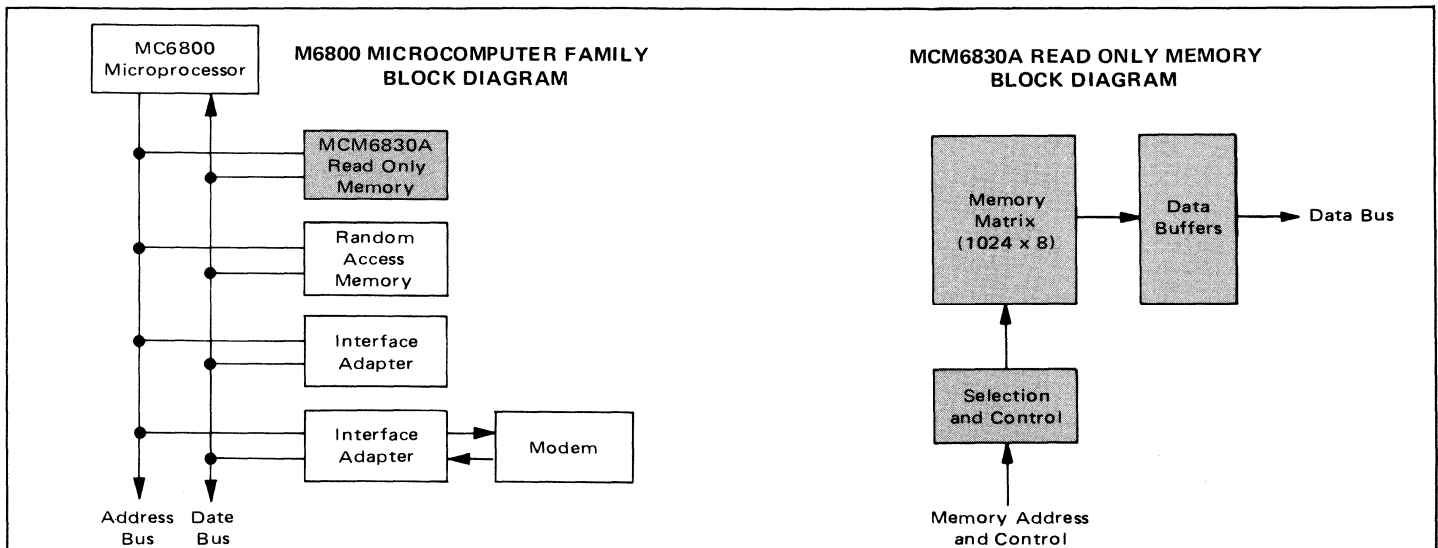 MC6800
Microprocessor
M6800 MICROCOMPUTER FAMILY
BLOCK DIAGRAM
MCM6830A
Read Only
Memory
Random
Access
Memory
Interface
Adapter
Interface
Adapter
Modem
Address
Bus
Date
Bus
MCM6830A READ ONLY MEMORY
BLOCK DIAGRAM
Memory
Matrix
(1024 x 8)
Data
Buffers
Data Bus
Selection
and Control
Memory Address
and Control